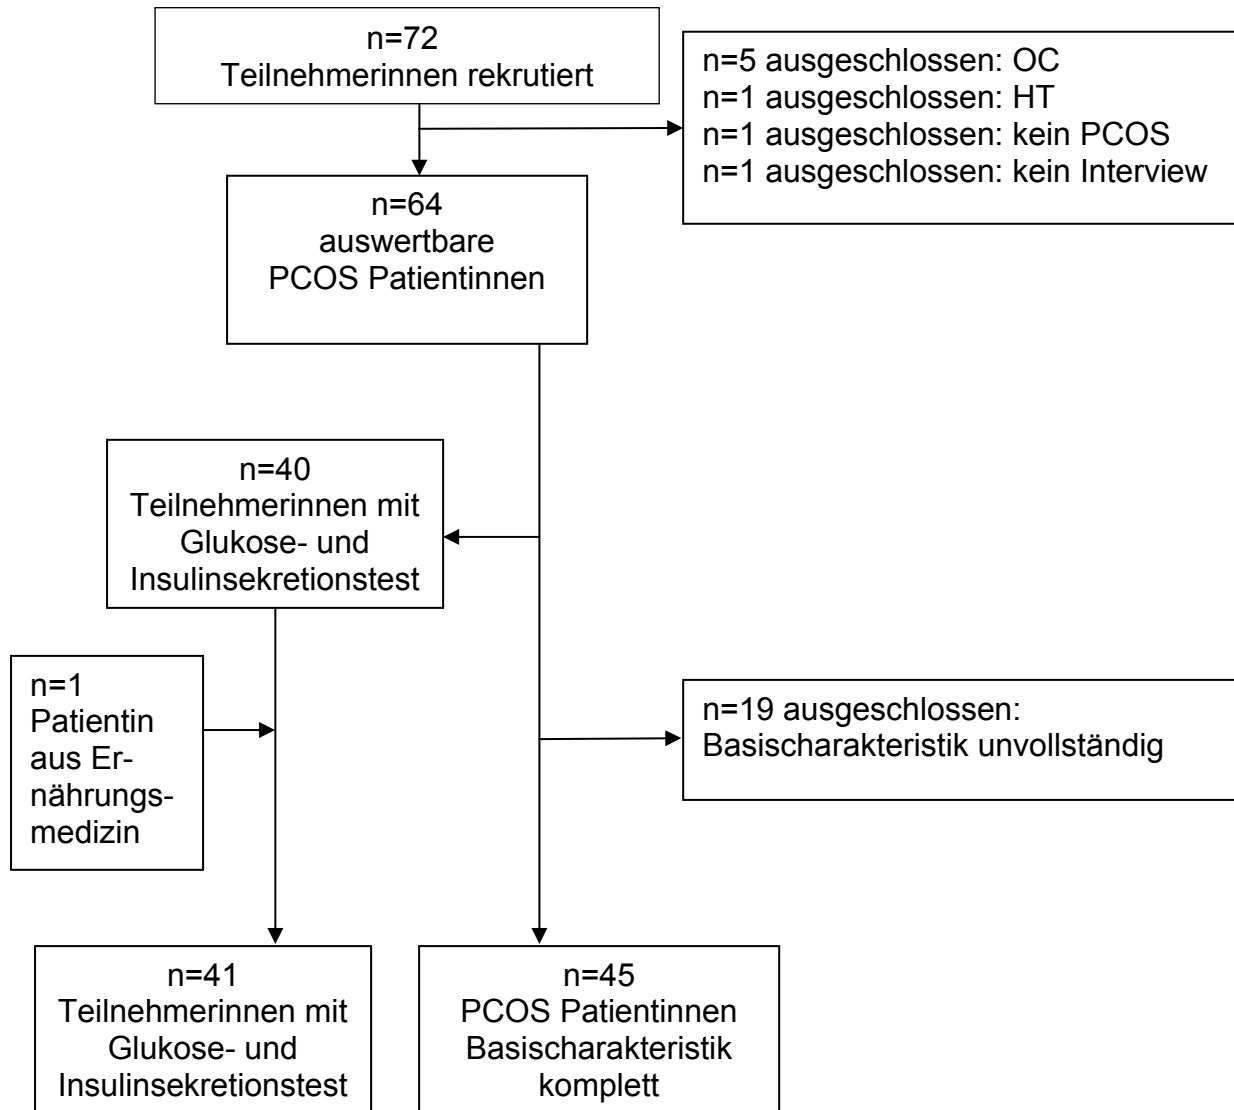 n=72
Teilnehmerinnen rekrutiert
n=5 ausgeschlossen: OC
n=1 ausgeschlossen: HT
n=1 ausgeschlossen: kein PCOS
n=1 ausgeschlossen: kein Interview
n=64
auswertbare
PCOS Patientinnen
n=40
Teilnehmerinnen mit
Glukose- und
Insulinsekretionstest
n=1
Patientin
aus Er-
nährungs-
medizin
n=19 ausgeschlossen:
Basischarakteristik unvollständig
n=41
Teilnehmerinnen mit
Glukose- und
Insulinsekretionstest
n=45
PCOS Patientinnen
Basischarakteristik
komplett